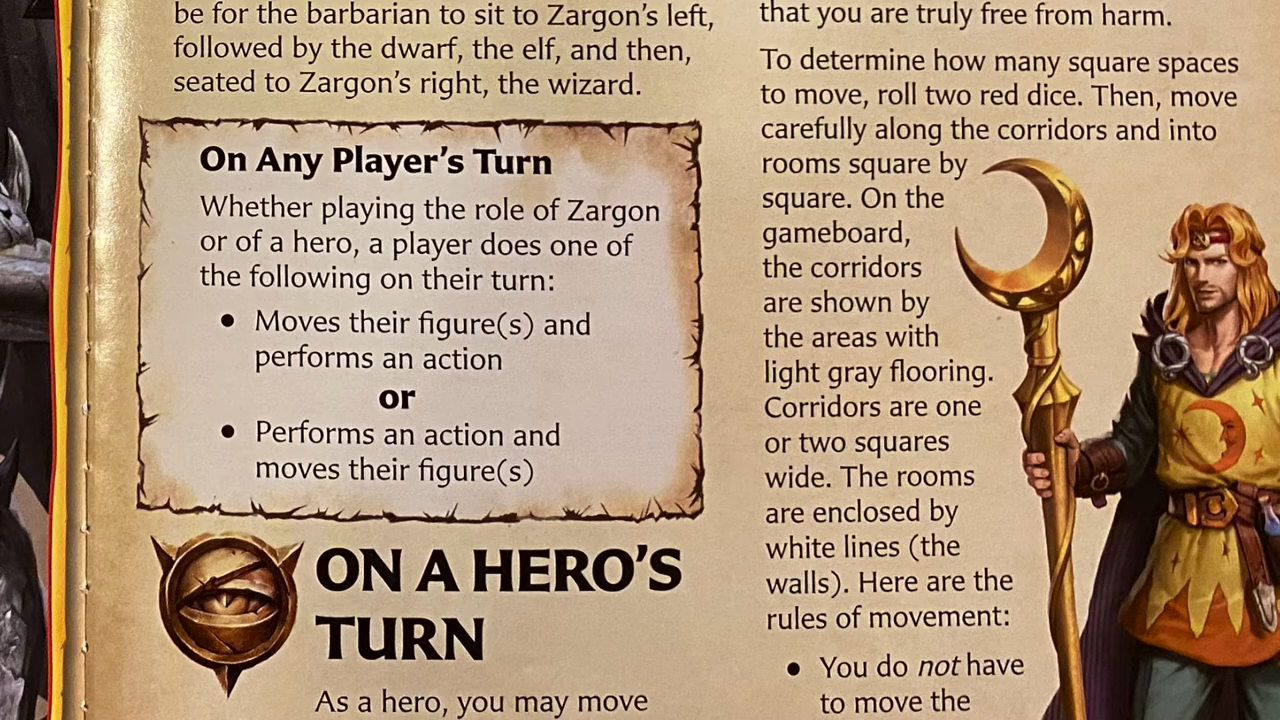 be for the barbarian to sit to Zargon's left,
followed by the dwarf, the elf, and then,
seated to Zargon's right, the wizard.
On Any Player's Turn
Whether playing the role of Zargon
or of a hero, a player does one of
the following on their turn:
• Moves their figure(s) and
performs an action
or
• Performs an action and
moves their figure(s)
ON A HERO'S
TURN
As a hero, you may move
that you are truly free from harm.
To determine how many square spaces
to move, roll two red dice. Then, move
carefully along the corridors and into
rooms square by
square. On the
gameboard,
the corridors
are shown by
the areas with
light gray flooring.
Corridors are one
or two squares
wide. The rooms
are enclosed by
white lines (the
walls). Here are the
rules of movement:
• You do not have
to move the